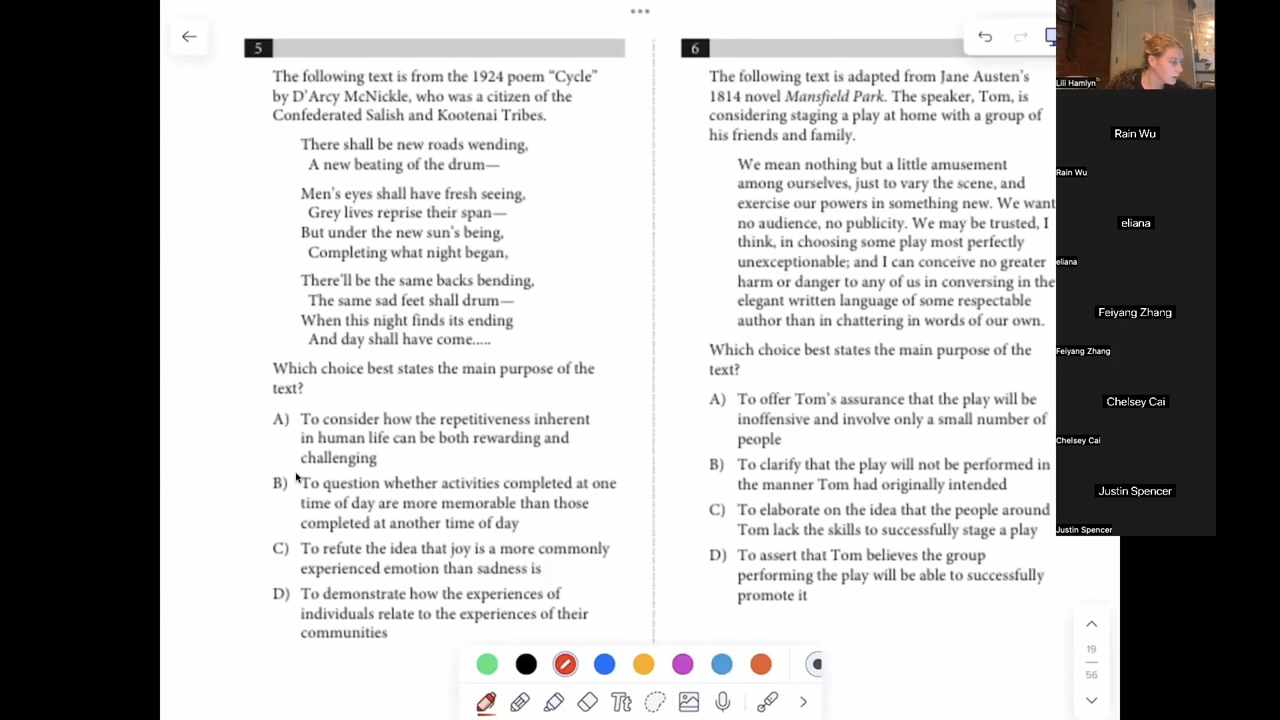 5
The following text is from the 1924 poem “Cycle”
by D’Arcy McNickle, who was a citizen of the
Confederated Salish and Kootenai Tribes.
There shall be new roads wending,
A new beating of the drum—
Men’s eyes shall have fresh seeing,
Grey lives reprise their span—
But under the new sun’s being,
Completing what night began,
There’ll be the same backs bending,
The same sad feet shall drum—
When this night finds its ending
And day shall have come.....
Which choice best states the main purpose of the
text?
A) To consider how the repetitiveness inherent
in human life can be both rewarding and
challenging
B) To question whether activities completed at one
time of day are more memorable than those
completed at another time of day
C) To refute the idea that joy is a more commonly
experienced emotion than sadness is
D) To demonstrate how the experiences of
individuals relate to the experiences of their
communities
6
The following text is adapted from Jane Austen’s
1814 novel Mansfield Park. The speaker, Tom, is
considering staging a play at home with a group of
his friends and family.
We mean nothing but a little amusement
among ourselves, just to vary the scene, and
exercise our powers in something new. We want
no audience, no publicity. We may be trusted, I
think, in choosing some play most perfectly
unexceptionable; and I can conceive no greater
harm or danger to any of us in conversing in the
elegant written language of some respectable
author than in chattering in words of our own.
Which choice best states the main purpose of the
text?
A) To offer Tom’s assurance that the play will be
inoffensive and involve only a small number of
people
B) To clarify that the play will not be performed in
the manner Tom had originally intended
C) To elaborate on the idea that the people around
Tom lack the skills to successfully stage a play
D) To assert that Tom believes the group
performing the play will be able to successfully
promote it
Lili Hamlyn
Rain Wu
Rain Wu
eliana
eliana
Feiyang Zhang
Feiyang Zhang
Chelsey Cai
Chelsey Cai
Justin Spencer
Justin Spencer
19
56
Tt